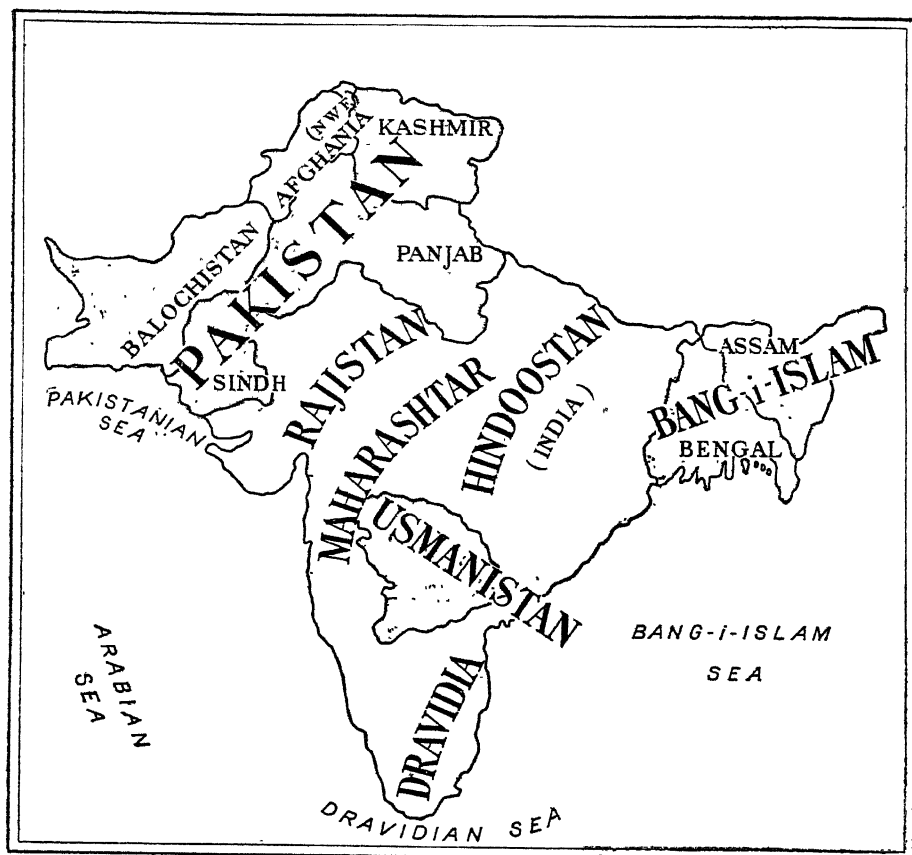 (NWF)
AFGHANIA
KASHMIR
PAKISTAN
PANJAB
BALOCHISTAN
SINDH
PAKISTANIAN
SEA
RAJISTAN
MAHARASHTAR
HINDOOSTAN
(INDIA)
ASSAM
BANG-i-ISLAM
BENGAL
USMANISTAN
ARABIAN
SEA
BANG-i-ISLAM
SEA
DRAVIDIA
DRAVIDIAN SEA